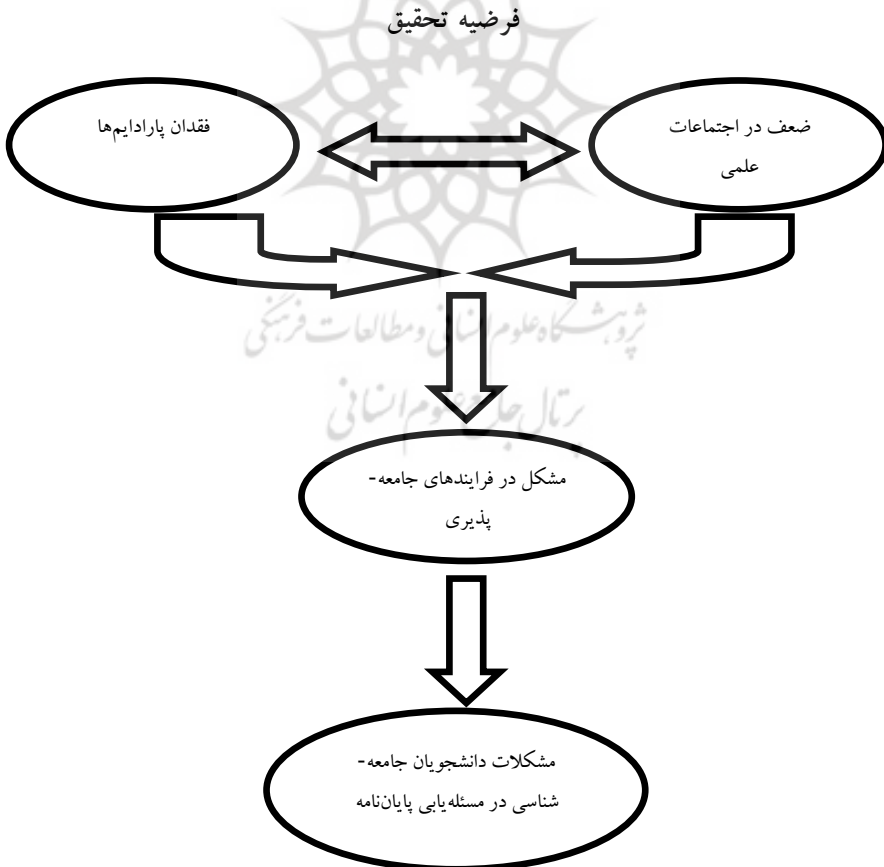 فرضیه تحقیق
ضعف در اجتماعات
علمی
فقدان پارادایم‌ها
پژوهشگاه علوم انسانی و مطالعات فرهنگی
پرتال جامع علوم انسانی
مشکل در فرایندهای جامعه-
پذیری
مشکلات دانشجویان جامعه-
شناسی در مسئله‌یابی پایان‌نامه